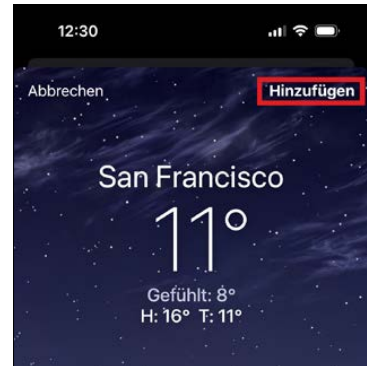 12:30
Abbrechen Hinzufügen
San Francisco
11°
Gefühlt: 8°
H: 16° T: 11°